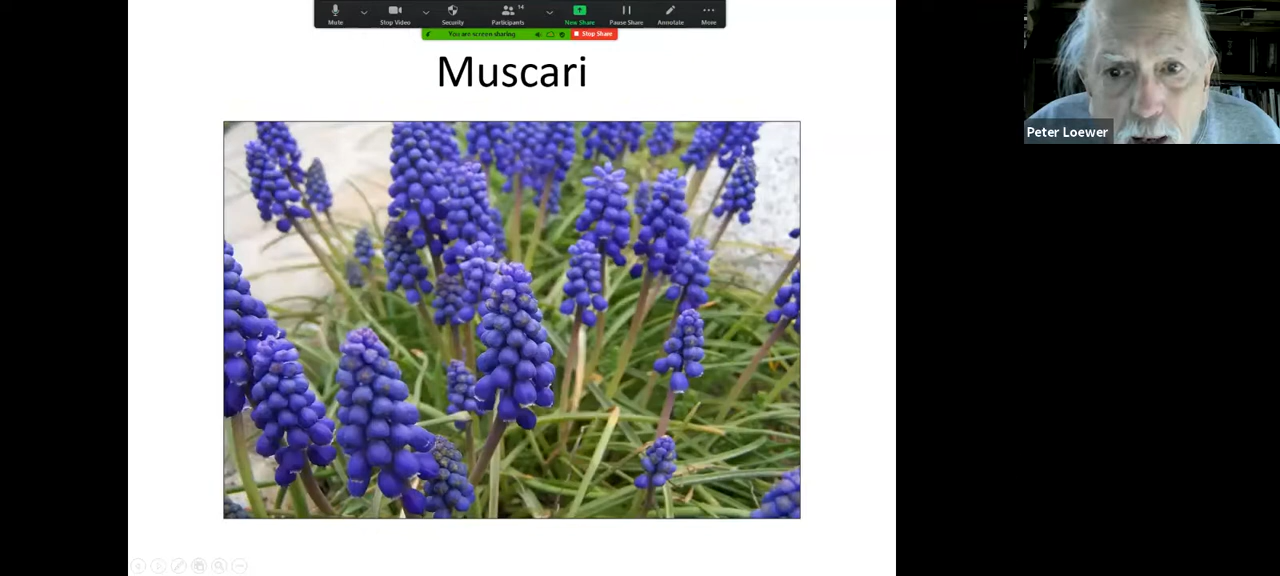 14
Mute
Stop Video
Security
Participants
New Share
Pause Share
Annotate
More
You are screen sharing
Stop Share
Muscari
Peter Loewer